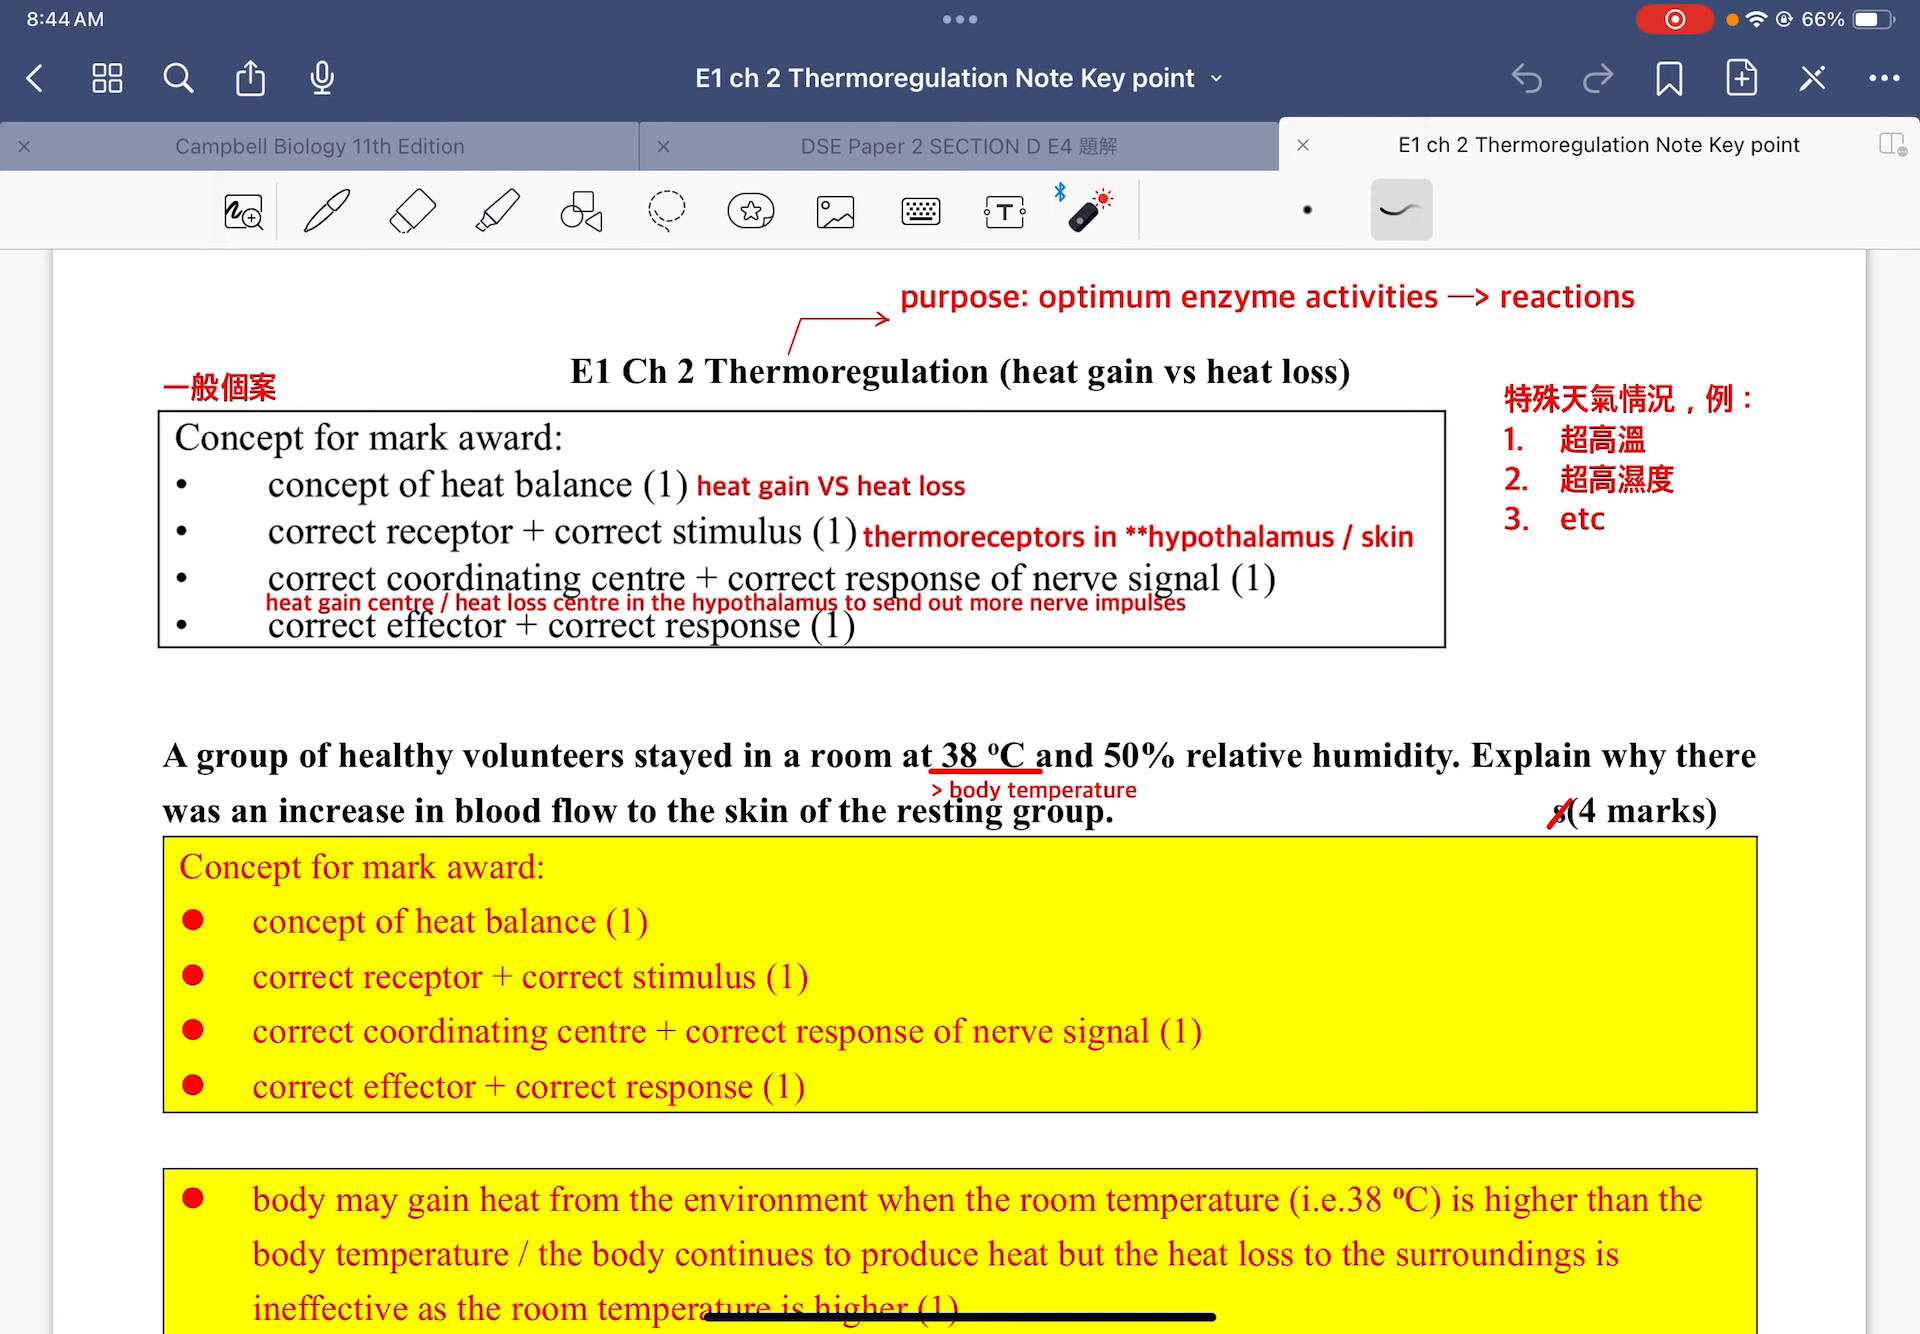 8:44 AM
66%
E1 ch 2 Thermoregulation Note Key point
Campbell Biology 11th Edition
DSE Paper 2 SECTION D E4 題解
E1 ch 2 Thermoregulation Note Key point
purpose: optimum enzyme activities —> reactions
E1 Ch 2 Thermoregulation (heat gain vs heat loss)
一般個案
特殊天氣情況，例：
1. 超高溫
2. 超高濕度
3. etc
Concept for mark award:
• concept of heat balance (1) heat gain VS heat loss
• correct receptor + correct stimulus (1) thermoreceptors in **hypothalamus / skin
• correct coordinating centre + correct response of nerve signal (1)
heat gain centre / heat loss centre in the hypothalamus to send out more nerve impulses
• correct effector + correct response (1)
A group of healthy volunteers stayed in a room at 38 °C and 50% relative humidity. Explain why there
> body temperature
was an increase in blood flow to the skin of the resting group. s(4 marks)
Concept for mark award:
● concept of heat balance (1)
● correct receptor + correct stimulus (1)
● correct coordinating centre + correct response of nerve signal (1)
● correct effector + correct response (1)
● body may gain heat from the environment when the room temperature (i.e.38 °C) is higher than the
body temperature / the body continues to produce heat but the heat loss to the surroundings is
ineffective as the room temperature is higher (1)